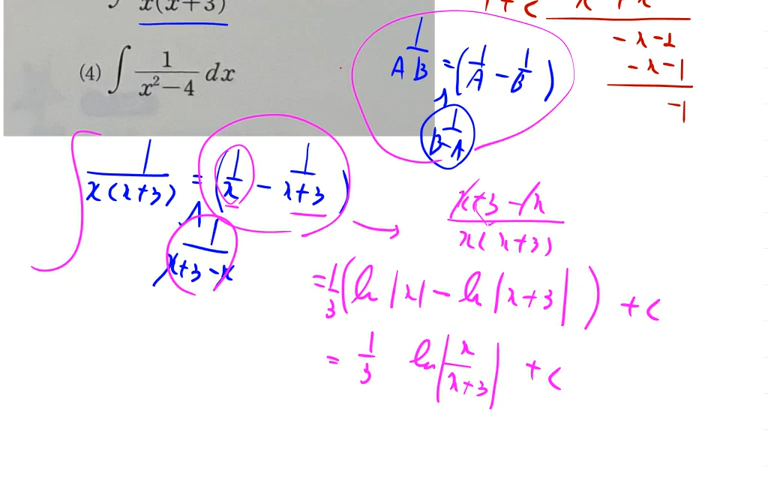 x(x+3)
(4) ∫ 1/(x²−4) dx
1/(AB) = 1/(B−A) (1/A − 1/B)
−x−2
−x−1
−1
∫ 1/(x(x+3)) = 1/(x+3−x) (1/x − 1/(x+3)) → (x+3−x)/(x(x+3))
= 1/3 (ln|x| − ln|x+3|) + c
= 1/3 ln|x/(x+3)| + c